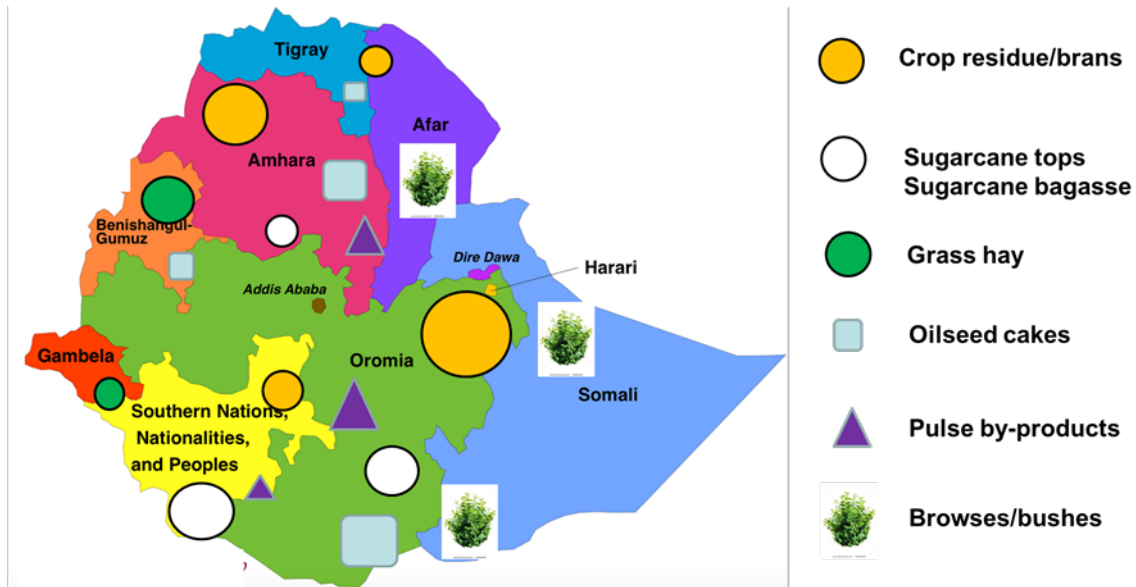 Tigray
Afar
Amhara
Benishangul-
Gumuz
Dire Dawa
Harari
Addis Ababa
Gambela
Oromia
Somali
Southern Nations,
Nationalities,
and Peoples
Crop residue/brans
Sugarcane tops
Sugarcane bagasse
Grass hay
Oilseed cakes
Pulse by-products
Browses/bushes